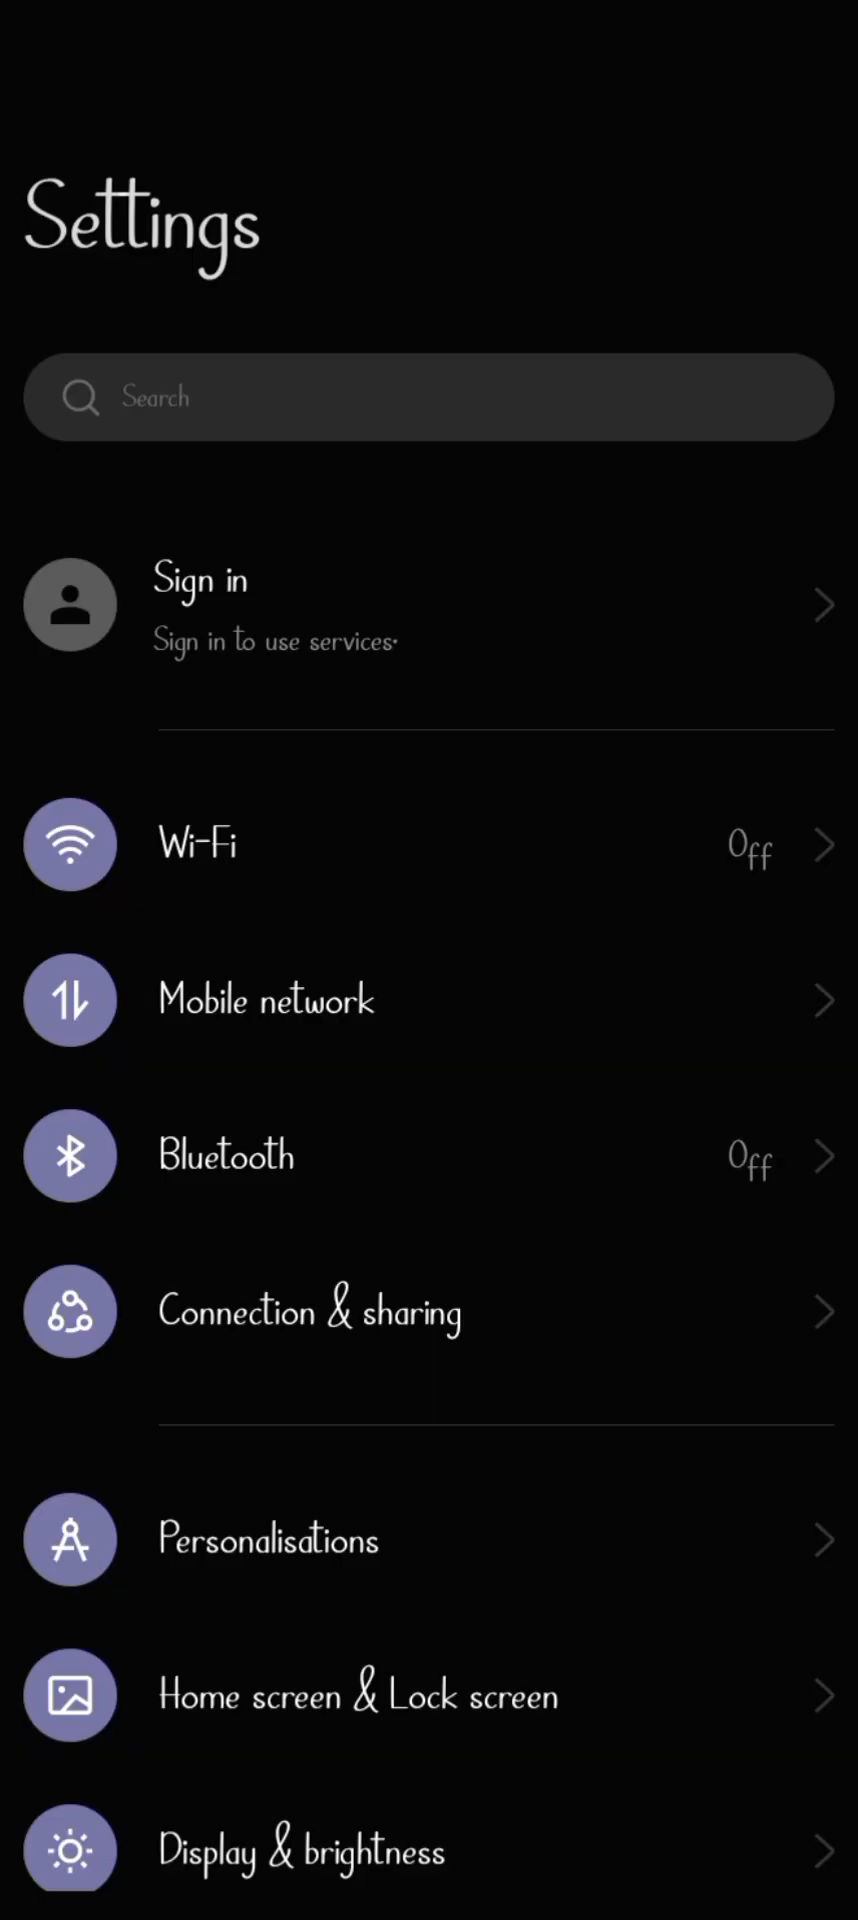 Settings
Search
Sign in
Sign in to use services.
Wi-Fi Off
Mobile network
Bluetooth Off
Connection & sharing
Personalisations
Home screen & Lock screen
Display & brightness